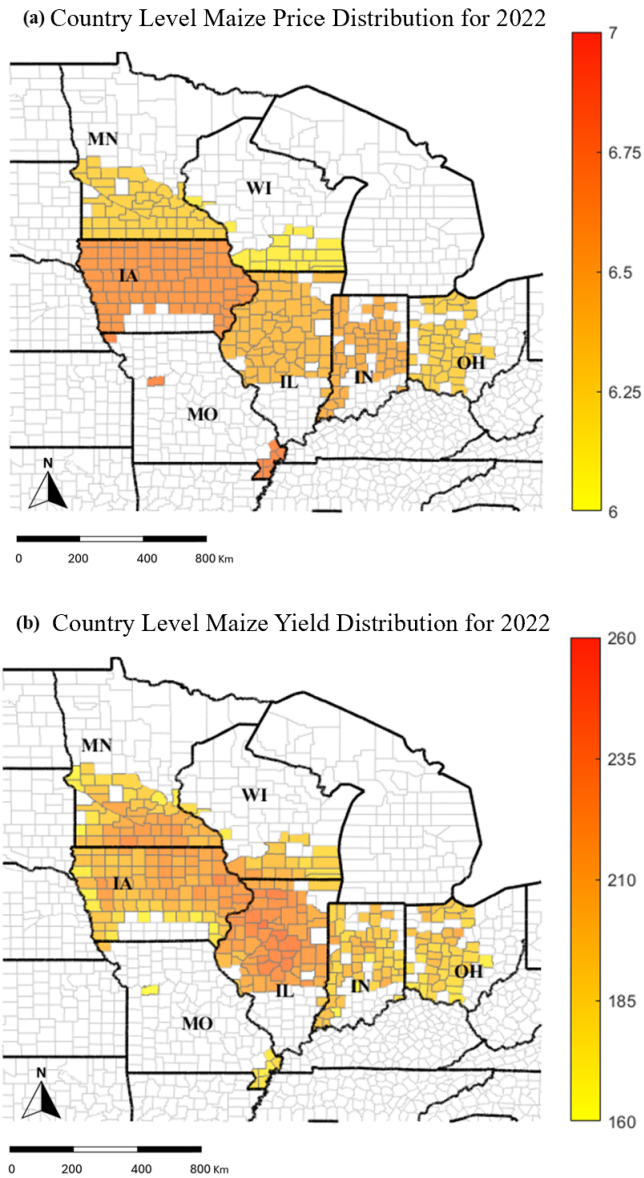 (a) Country Level Maize Price Distribution for 2022
7
6.75
6.5
6.25
6
MN
WI
IA
IL
IN
OH
MO
N
0 200 400 800 Km
(b) Country Level Maize Yield Distribution for 2022
260
235
210
185
160
MN
WI
IA
IL
IN
OH
MO
N
0 200 400 800 Km